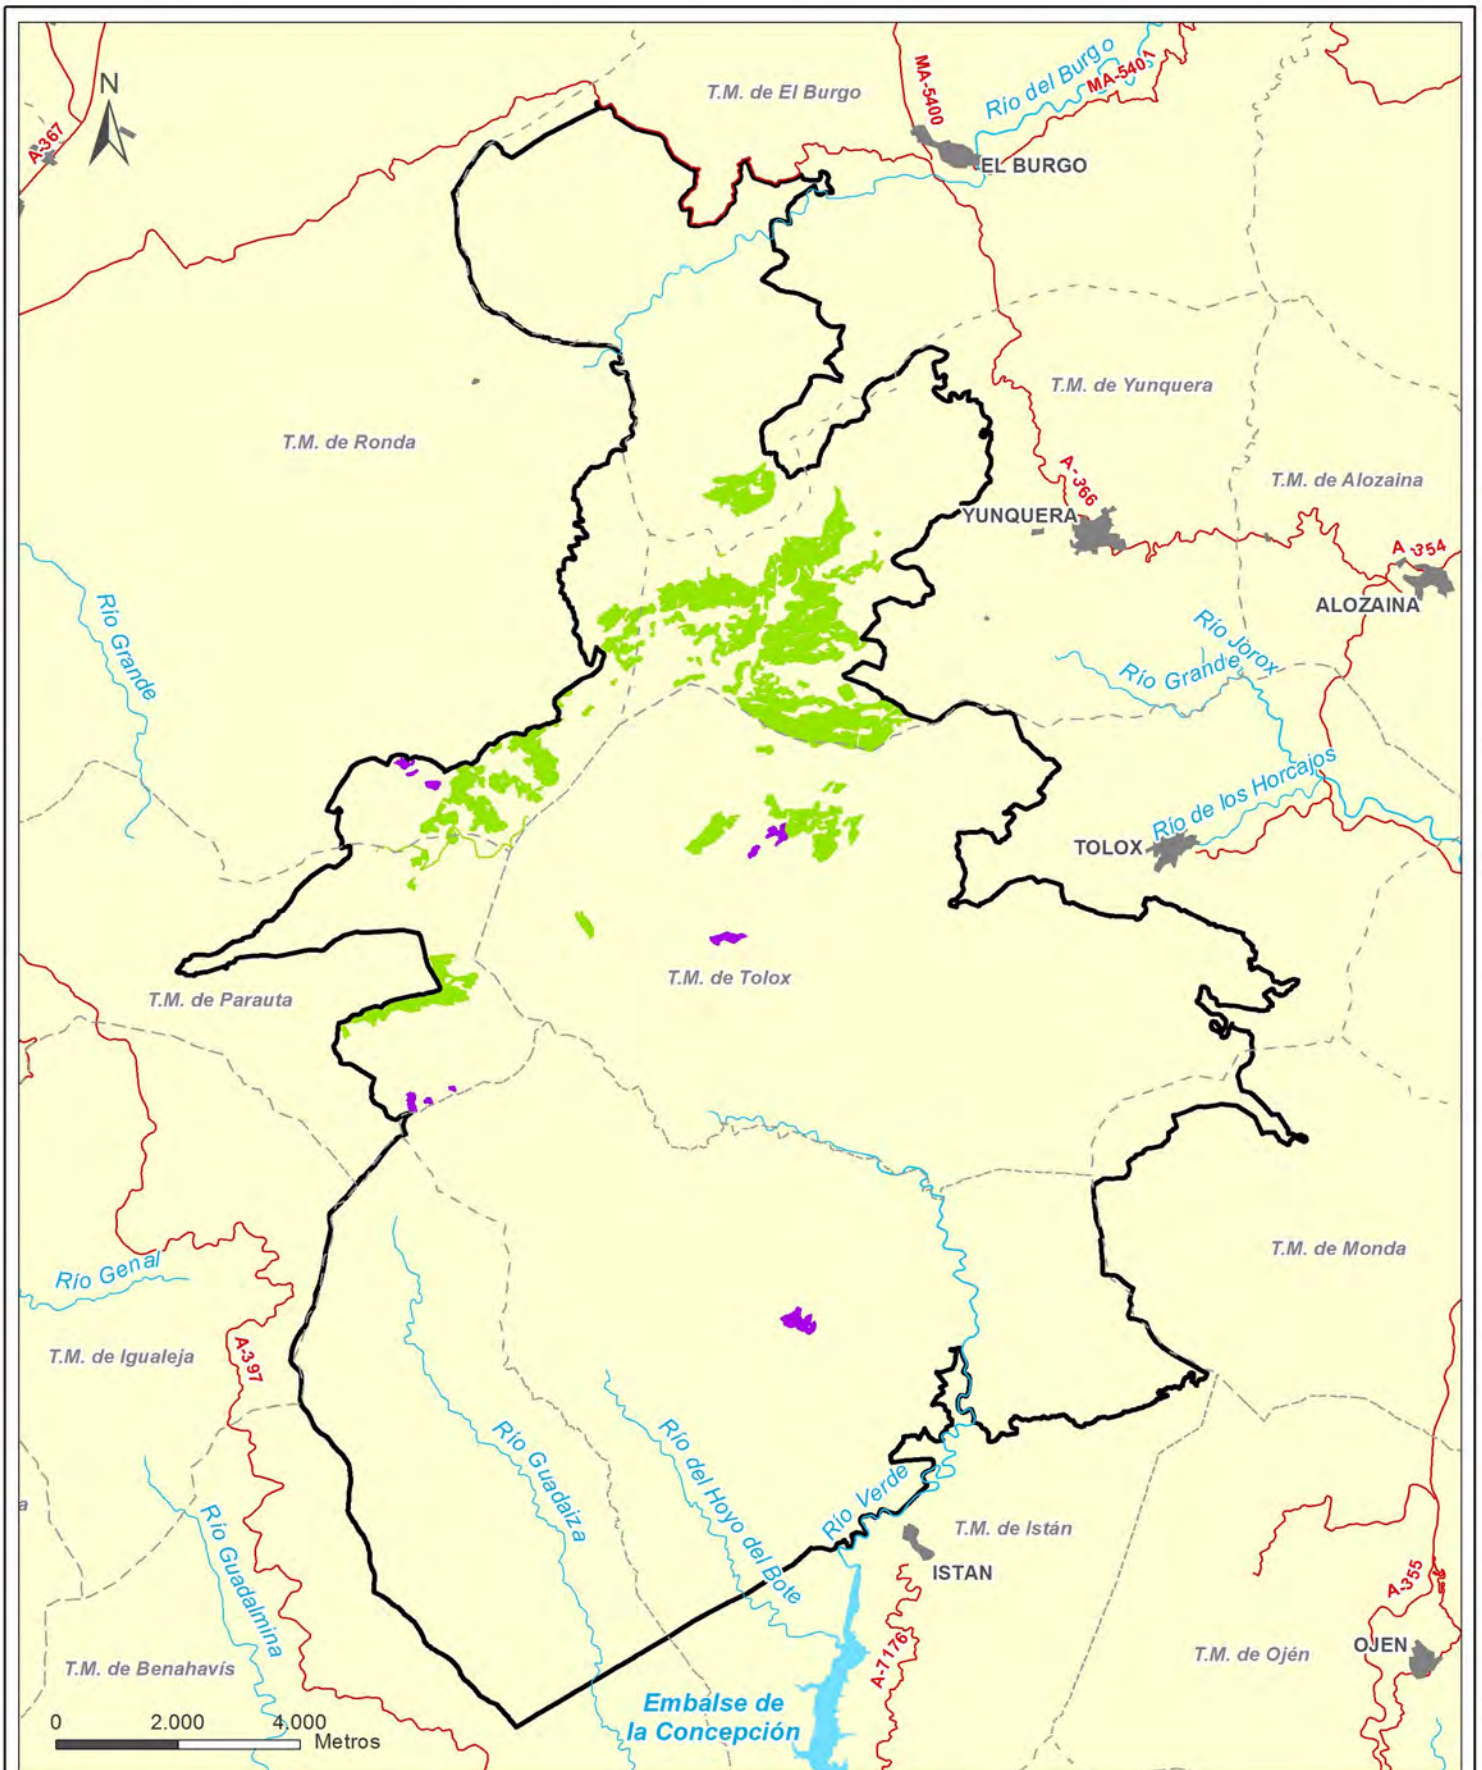 N
T.M. de El Burgo
MA-5400
Río del Burgo
MA-5401
A-367
EL BURGO
T.M. de Yunquera
T.M. de Ronda
A-366
T.M. de Alozaina
YUNQUERA
A-354
ALOZAINA
Río Grande
Río Jorox
Río Grande
Río de los Horcajos
TOLOX
T.M. de Tolox
T.M. de Parauta
T.M. de Monda
Río Genal
T.M. de Igualeja
A-397
Río Guadaiza
Río del Hoyo del Bote
Río Verde
a
Río Guadalmina
T.M. de Istán
ISTAN
A-355
A-7176
T.M. de Ojén
OJEN
T.M. de Benahavís
Embalse de
la Concepción
0 2.000 4.000
Metros